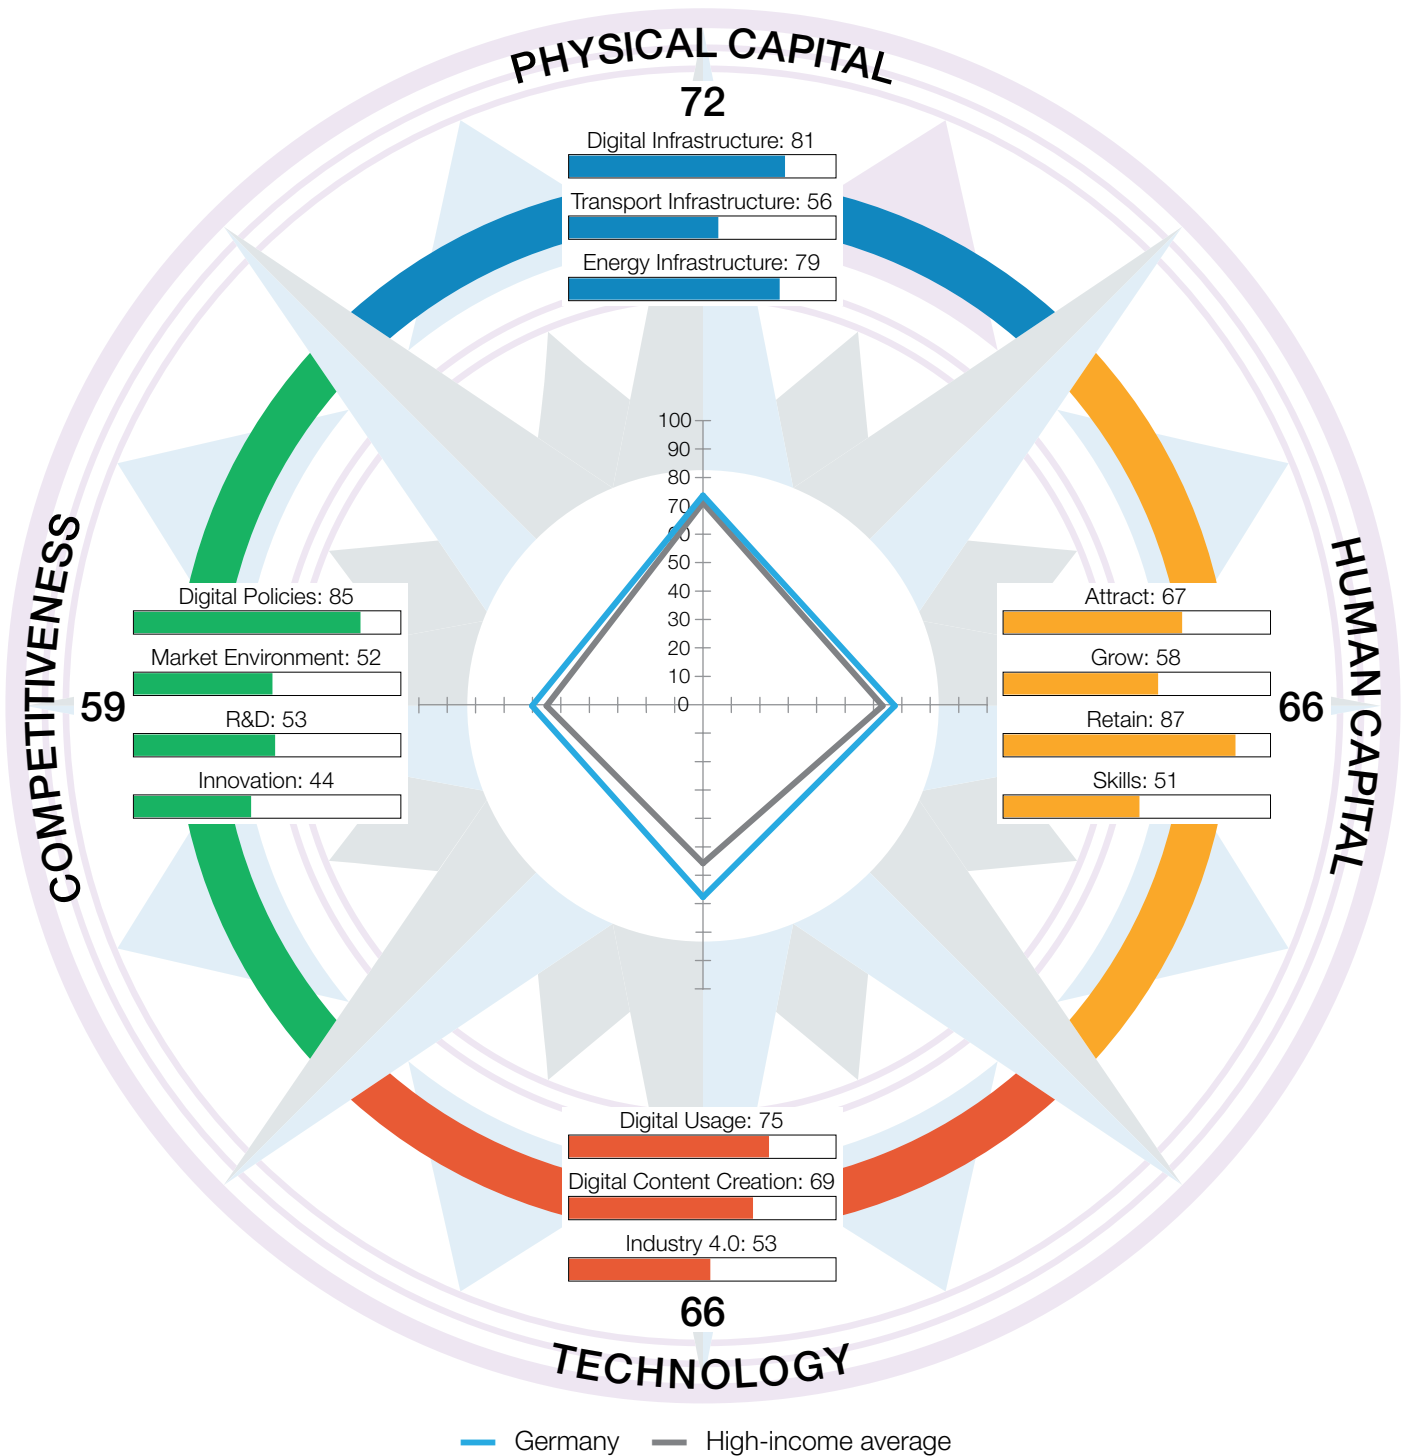 PHYSICAL CAPITAL
72
Digital Infrastructure: 81
Transport Infrastructure: 56
Energy Infrastructure: 79
100
90
80
70
60
50
40
30
20
10
0
COMPETITIVENESS
59
Digital Policies: 85
Market Environment: 52
R&D: 53
Innovation: 44
HUMAN CAPITAL
66
Attract: 67
Grow: 58
Retain: 87
Skills: 51
Digital Usage: 75
Digital Content Creation: 69
Industry 4.0: 53
66
TECHNOLOGY
Germany
High-income average